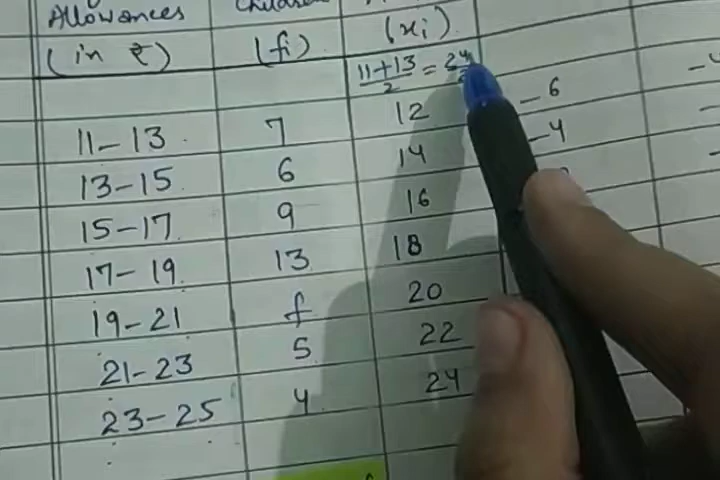 Allowances
(in ₹) (fi) (xi)
11+13/2 = 24
11-13 7 12 -6
13-15 6 14 -4
15-17 9 16
17-19 13 18
19-21 f 20
21-23 5 22
23-25 4 24